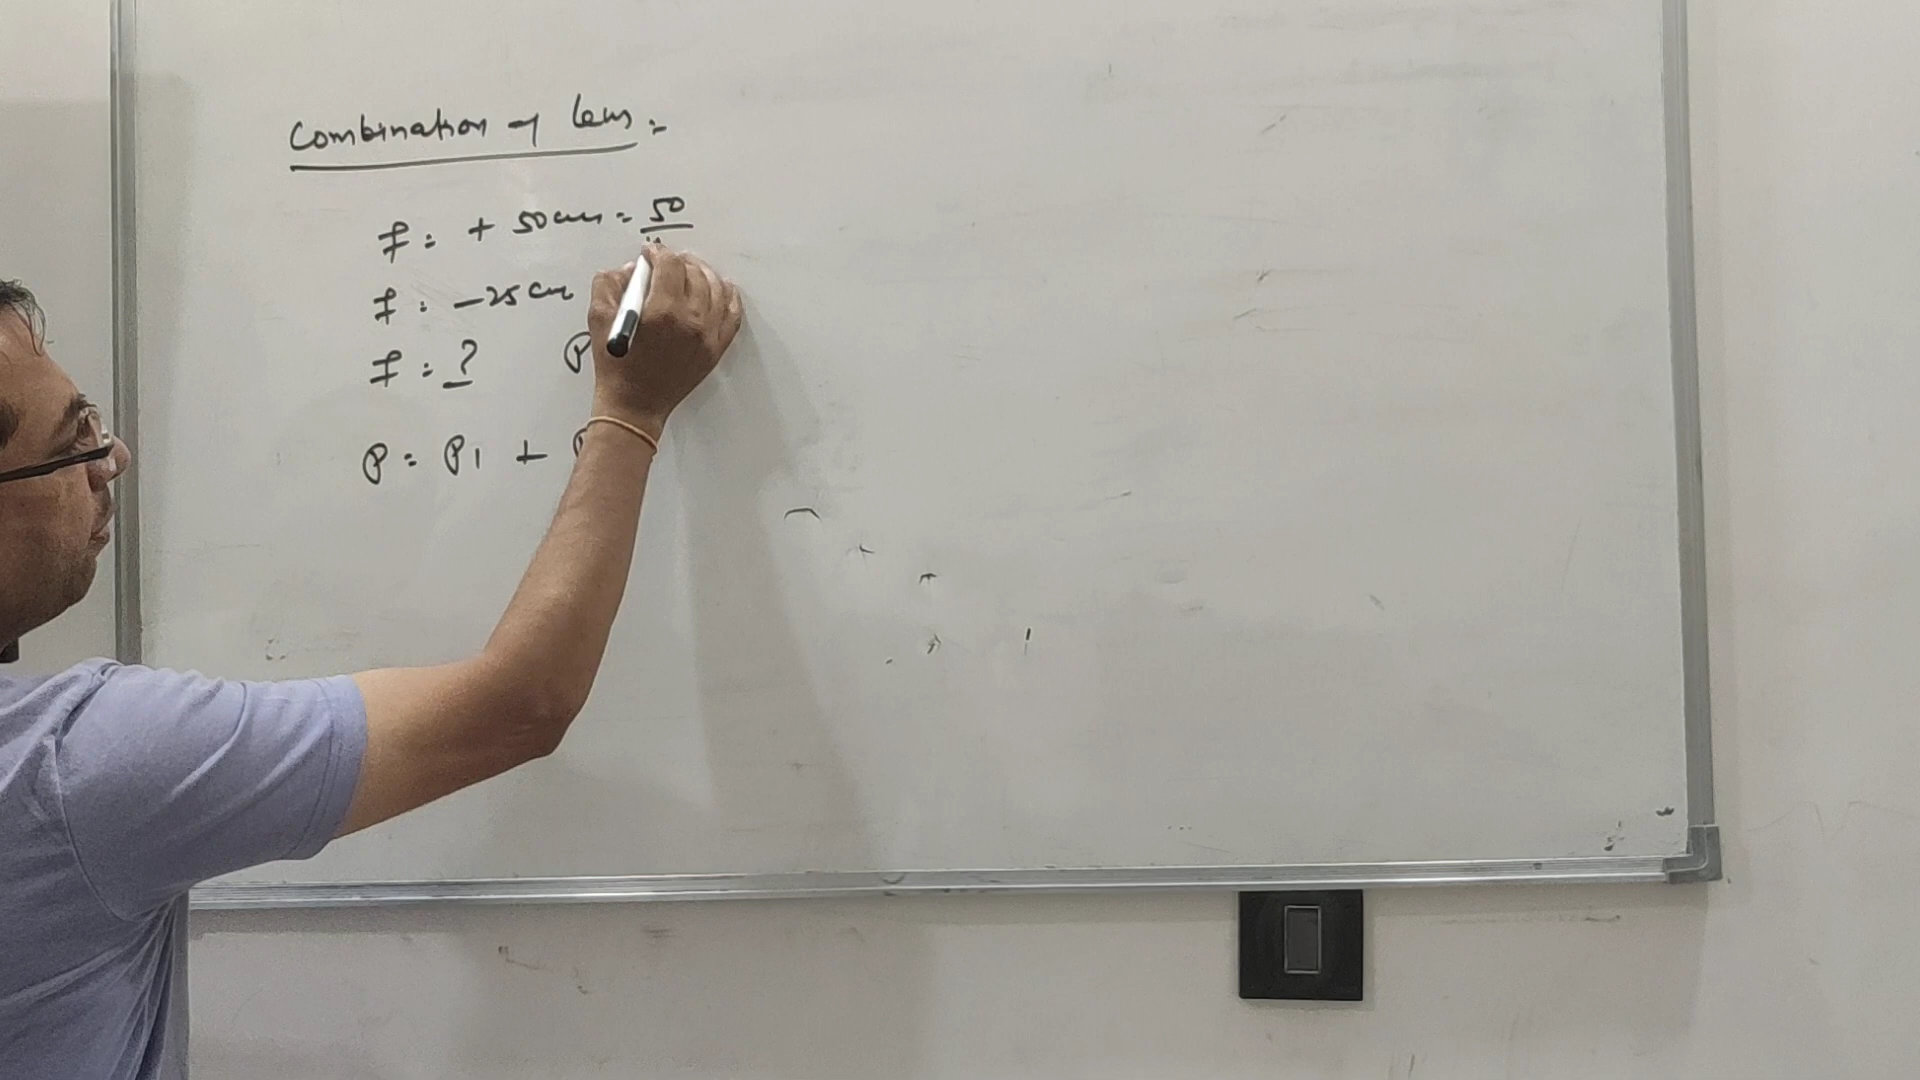 Combination of lens :-
f = + 50cm = 50
f = -25cm
f = ? P
P = P1 + P